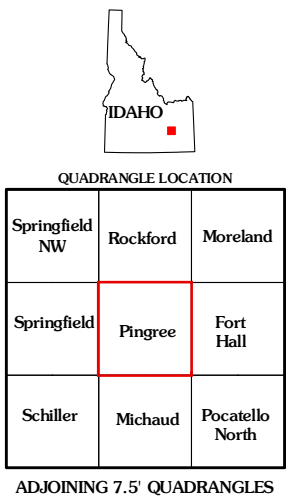 IDAHO
QUADRANGLE LOCATION
Springfield
NW
Rockford
Moreland
Springfield
Pingree
Fort
Hall
Schiller
Michaud
Pocatello
North
ADJOINING 7.5' QUADRANGLES